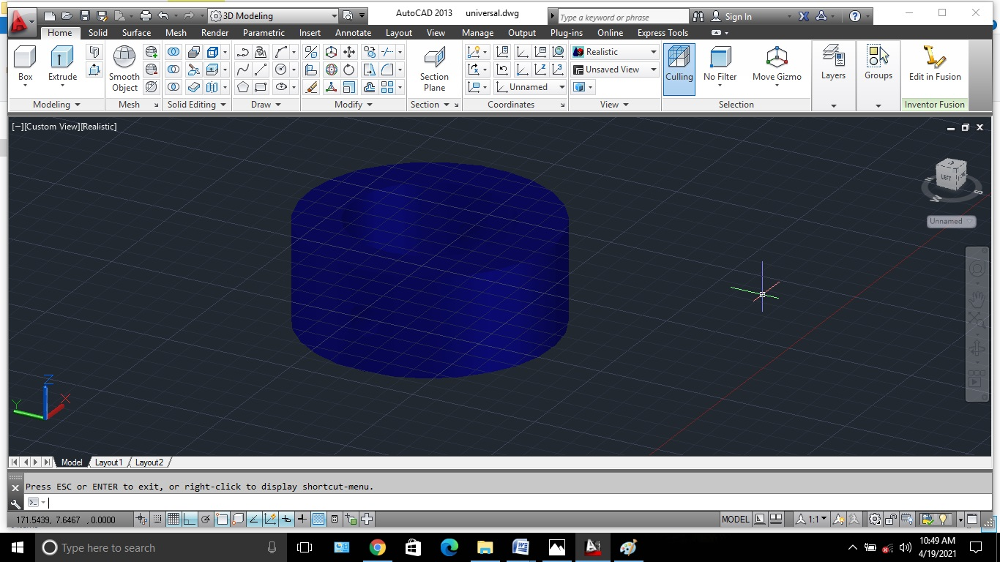 3D Modeling AutoCAD 2013 universal.dwg Type a keyword or phrase Sign In
Home Solid Surface Mesh Render Parametric Insert Annotate Layout View Manage Output Plug-ins Online Express Tools
Realistic
Unsaved View
Box Extrude Smooth Object Section Plane Unnamed Culling No Filter Move Gizmo Layers Groups Edit in Fusion
Modeling Mesh Solid Editing Draw Modify Section Coordinates View Selection Inventor Fusion
[−][Custom View][Realistic]
LEFT
W S
Unnamed
Z
Y X
Model Layout1 Layout2
Press ESC or ENTER to exit, or right-click to display shortcut-menu.
171.5439, 7.6467 , 0.0000 MODEL 1:1
Type here to search
10:49 AM
4/19/2021